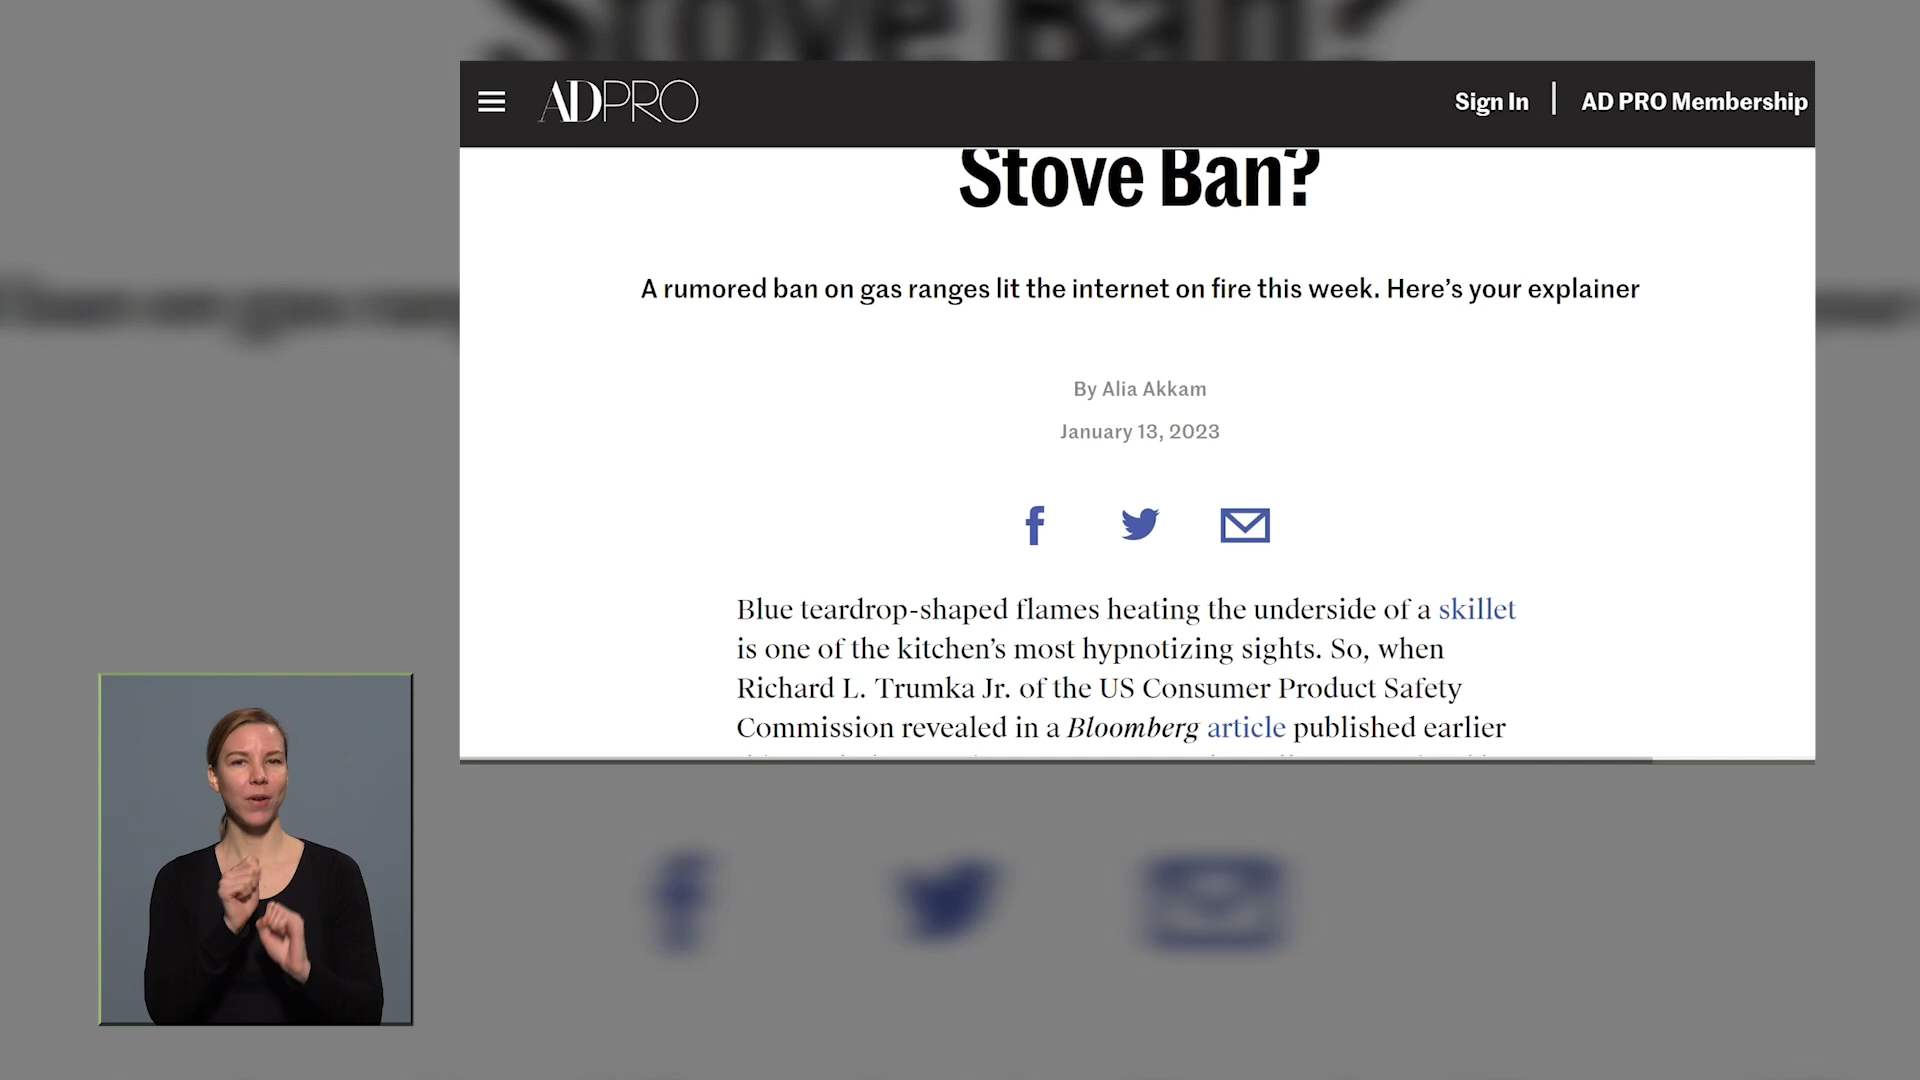 Stove Ban?
ADPRO
Sign In
AD PRO Membership
Stove Ban?
A rumored ban on gas ranges lit the internet on fire this week. Here’s your explainer
By Alia Akkam
January 13, 2023
Blue teardrop-shaped flames heating the underside of a skillet
is one of the kitchen’s most hypnotizing sights. So, when
Richard L. Trumka Jr. of the US Consumer Product Safety
Commission revealed in a Bloomberg article published earlier